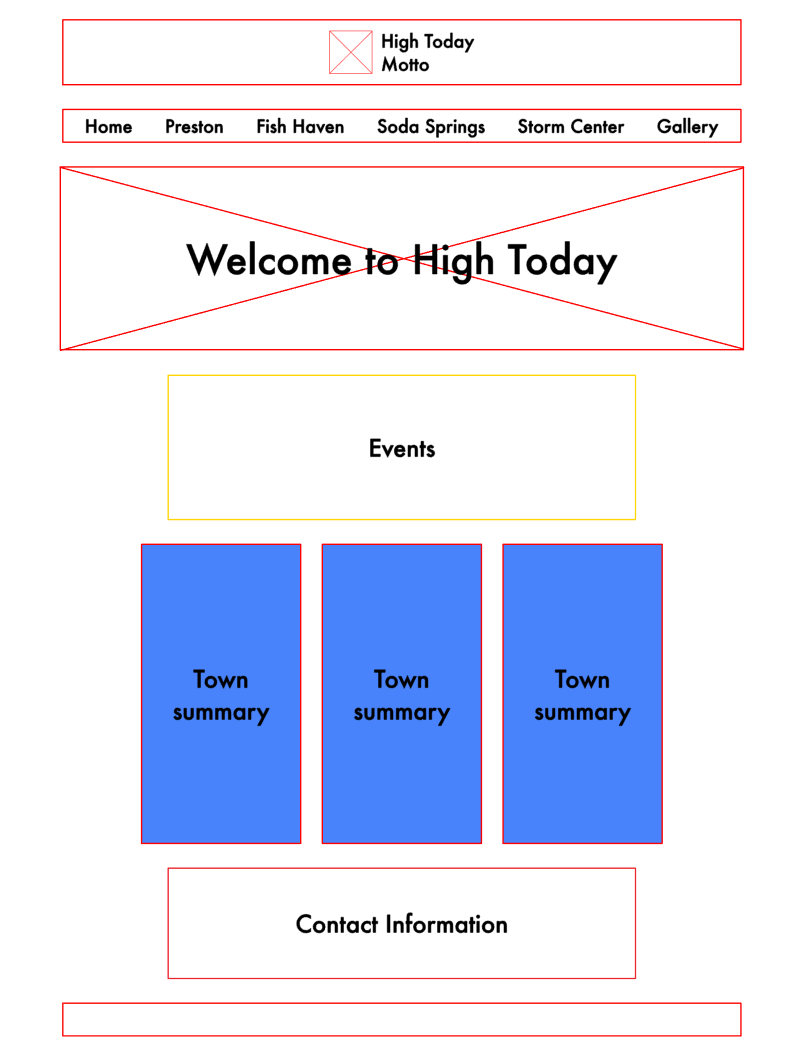 High Today
Motto
Home Preston Fish Haven Soda Springs Storm Center Gallery
Welcome to High Today
Events
Town Town Town
summary summary summary
Contact Information